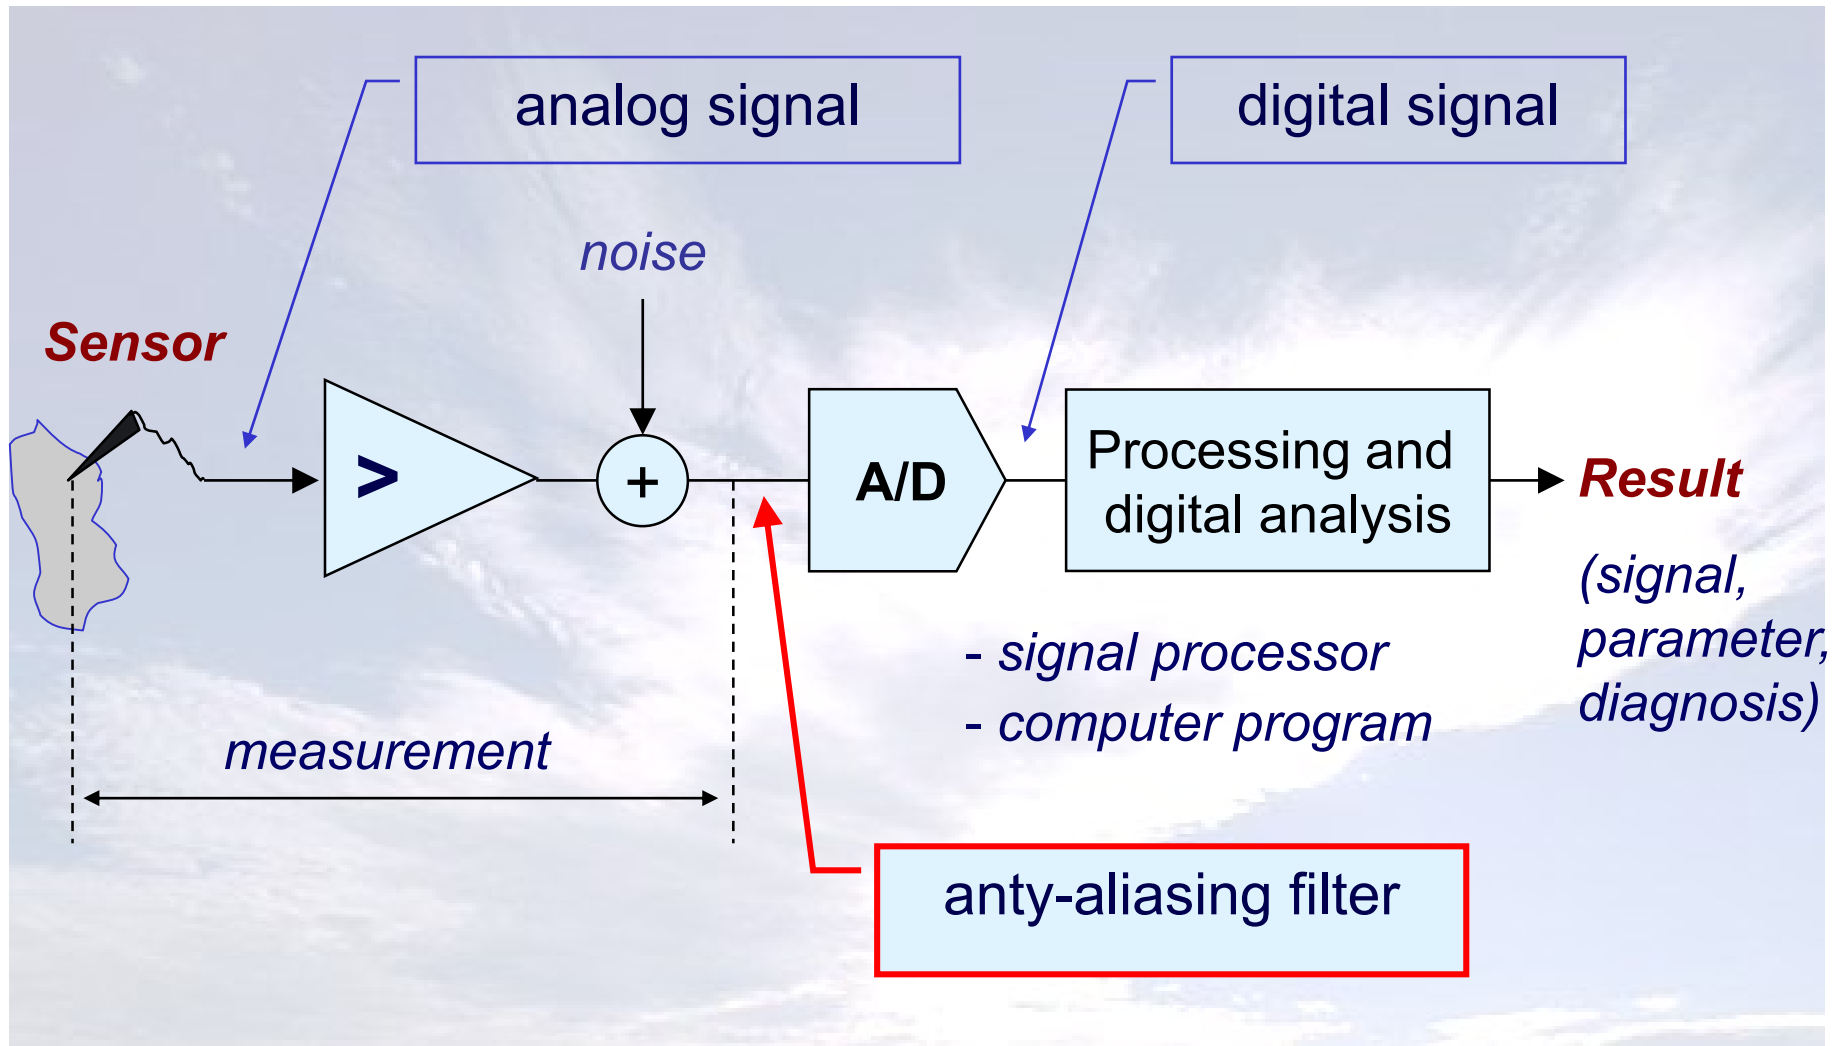 analog signal
digital signal
noise
Sensor
>
+
A/D
Processing and
digital analysis
Result
(signal,
parameter,
diagnosis)
- signal processor
- computer program
measurement
anty-aliasing filter